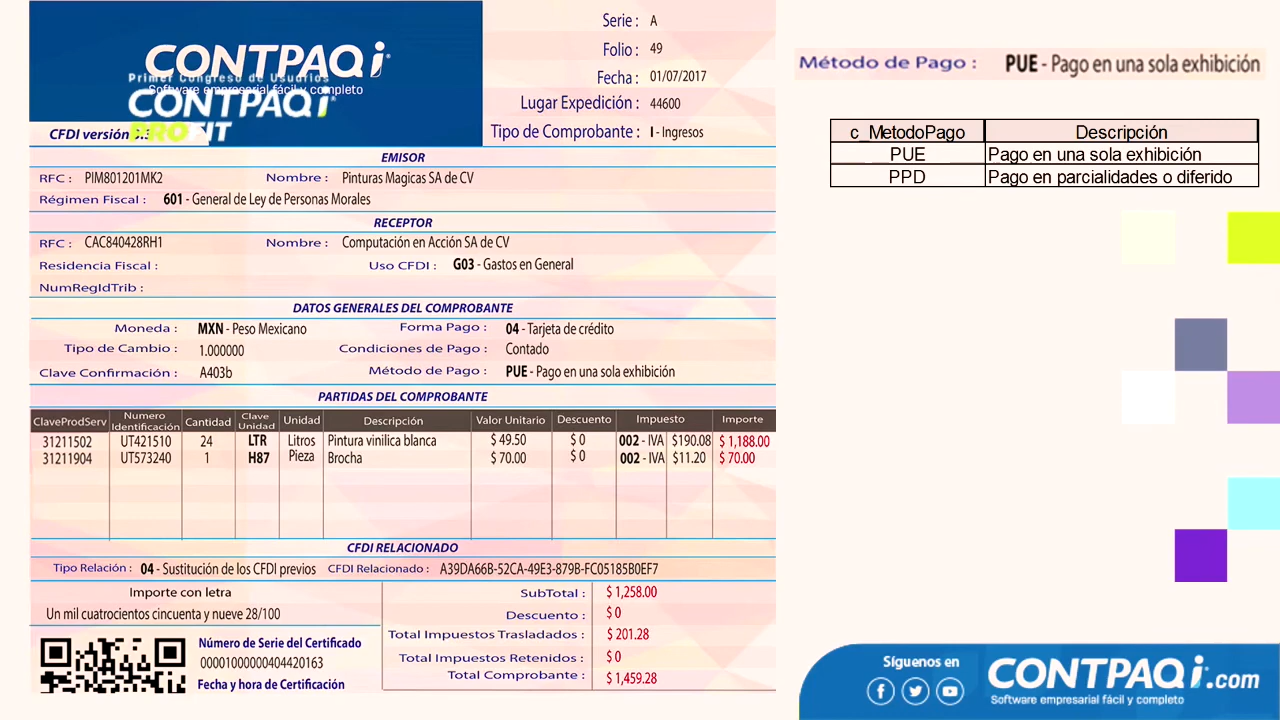 CONTPAQi
Primer Congreso de Usuarios
Software empresarial fácil y completo
CONTPAQi
CFDI versión
Serie : A
Folio : 49
Fecha : 01/07/2017
Lugar Expedición : 44600
Tipo de Comprobante : I - Ingresos
EMISOR
RFC : PIM801201MK2 Nombre : Pinturas Magicas SA de CV
Régimen Fiscal : 601 - General de Ley de Personas Morales
RECEPTOR
RFC : CAC840428RH1 Nombre : Computación en Acción SA de CV
Residencia Fiscal : Uso CFDI : G03 - Gastos en General
NumRegIdTrib :
DATOS GENERALES DEL COMPROBANTE
Moneda : MXN - Peso Mexicano Forma Pago : 04 - Tarjeta de crédito
Tipo de Cambio : 1.000000 Condiciones de Pago : Contado
Clave Confirmación : A403b Método de Pago : PUE - Pago en una sola exhibición
PARTIDAS DEL COMPROBANTE
ClaveProdServ Numero Identificación Cantidad Clave Unidad Unidad Descripción Valor Unitario Descuento Impuesto Importe
31211502 UT421510 24 LTR Litros Pintura vinilica blanca $ 49.50 $ 0 002 - IVA $190.08 $ 1,188.00
31211904 UT573240 1 H87 Pieza Brocha $ 70.00 $ 0 002 - IVA $11.20 $ 70.00
CFDI RELACIONADO
Tipo Relación : 04 - Sustitución de los CFDI previos CFDI Relacionado : A39DA66B-52CA-49E3-879B-FC05185B0EF7
Importe con letra
Un mil cuatrocientos cincuenta y nueve 28/100
Número de Serie del Certificado
00001000000404420163
Fecha y hora de Certificación
SubTotal : $ 1,258.00
Descuento : $ 0
Total Impuestos Trasladados : $ 201.28
Total Impuestos Retenidos : $ 0
Total Comprobante : $ 1,459.28
Método de Pago : PUE - Pago en una sola exhibición
c_MetodoPago Descripción
PUE Pago en una sola exhibición
PPD Pago en parcialidades o diferido
Síguenos en
CONTPAQi.com
Software empresarial fácil y completo